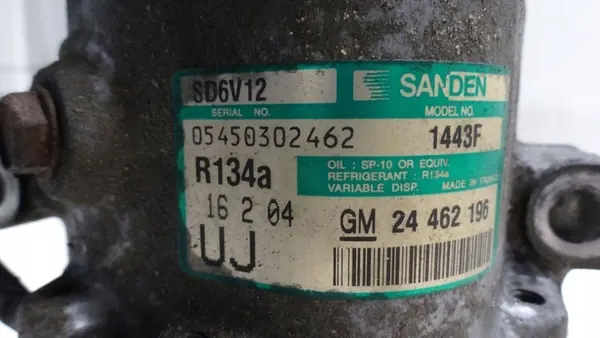 SD6V12 SANDEN
SERIAL NO. MODEL NO.
05450302462 1443F
R134a OIL : SP-10 OR EQUIV.
REFRIGERANT : R134a
VARIABLE DISP. MADE IN FRANCE
16 2 04 GM 24 462 196
UJ